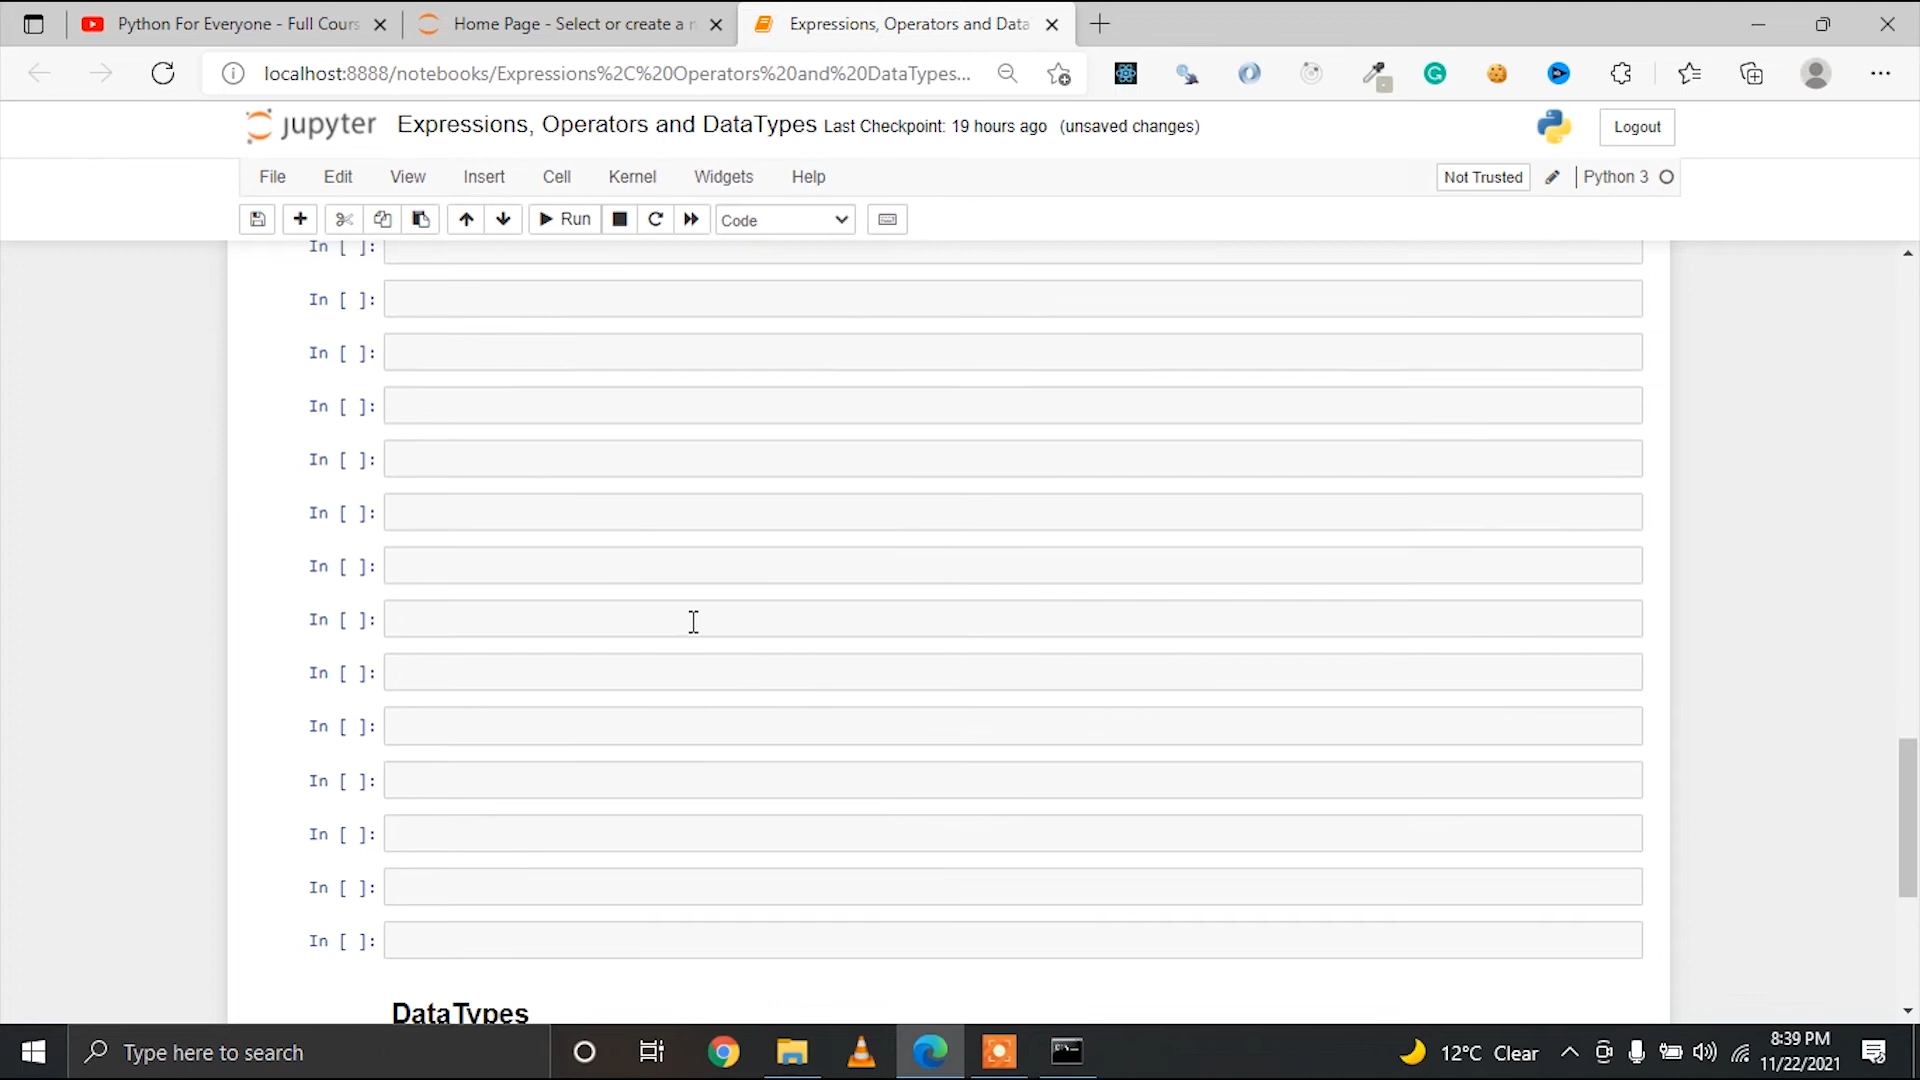 Python For Everyone - Full Cours
Home Page - Select or create a n
Expressions, Operators and Data
localhost:8888/notebooks/Expressions%2C%20Operators%20and%20DataTypes...
jupyter Expressions, Operators and DataTypes Last Checkpoint: 19 hours ago (unsaved changes)
Logout
File Edit View Insert Cell Kernel Widgets Help
Not Trusted
Python 3
Run
Code
In [ ]:
In [ ]:
In [ ]:
In [ ]:
In [ ]:
In [ ]:
In [ ]:
In [ ]:
In [ ]:
In [ ]:
In [ ]:
In [ ]:
In [ ]:
In [ ]:
DataTypes
Type here to search
12°C Clear
8:39 PM
11/22/2021